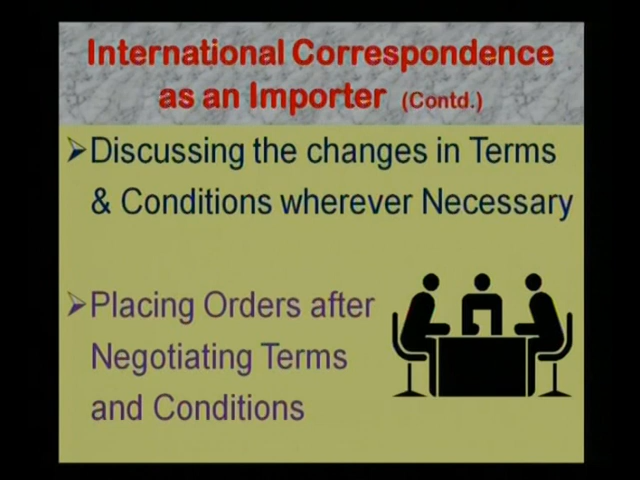 International Correspondence
as an Importer (Contd.)
➢Discussing the changes in Terms
& Conditions wherever Necessary
➢Placing Orders after
Negotiating Terms
and Conditions